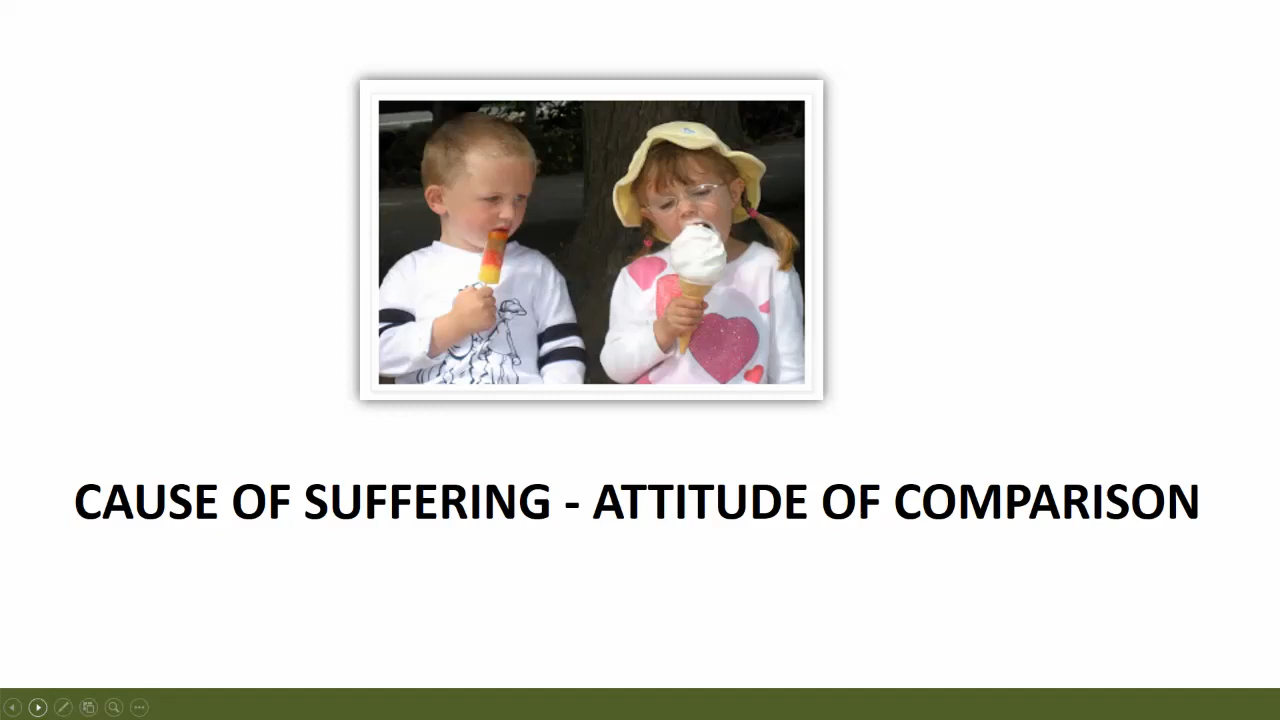 CAUSE OF SUFFERING - ATTITUDE OF COMPARISON